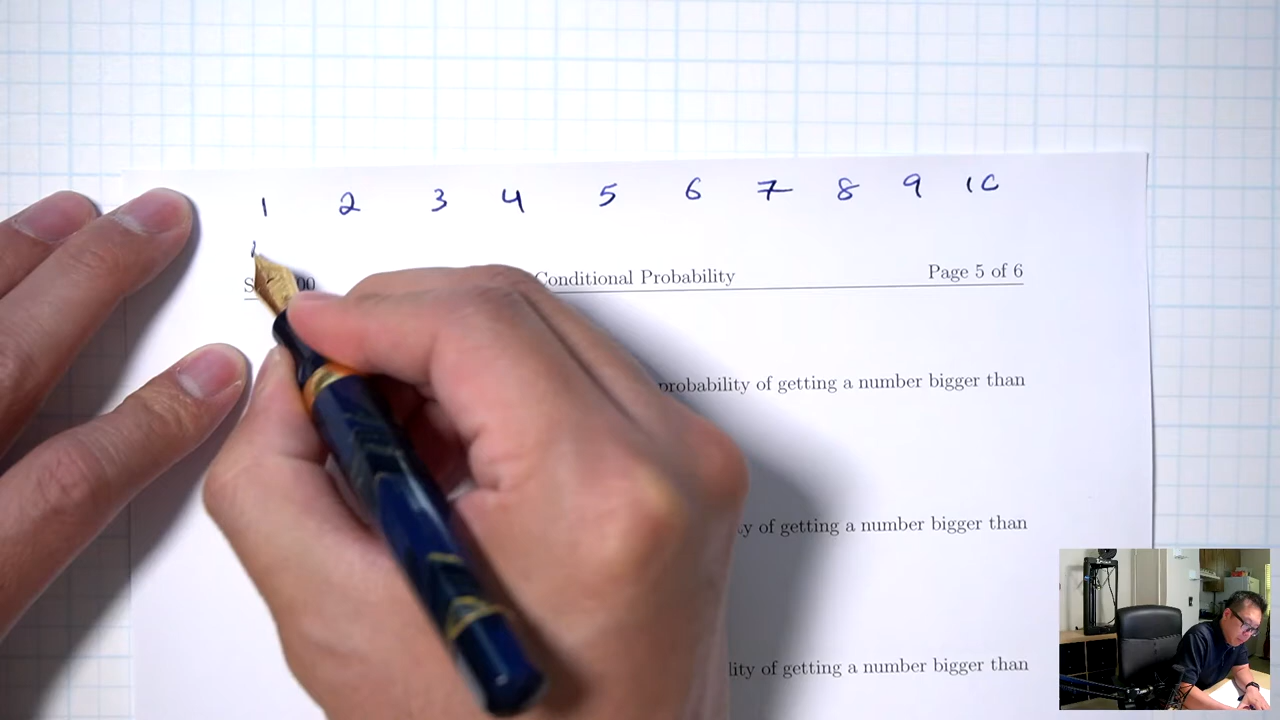 1 2 3 4 5 6 7 8 9 10
Conditional Probability Page 5 of 6
probability of getting a number bigger than
of getting a number bigger than
of getting a number bigger than